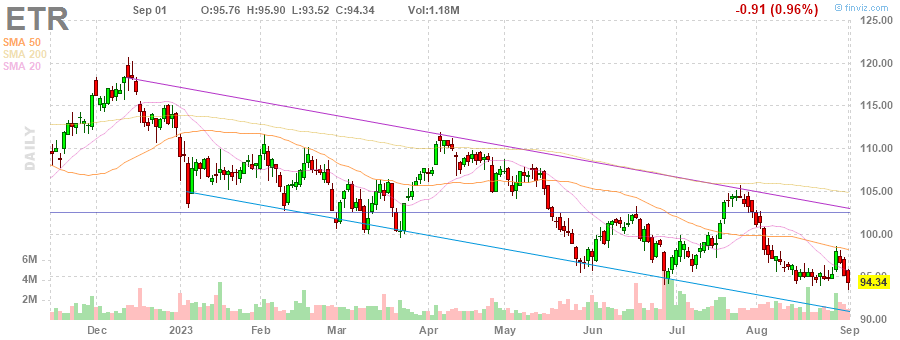 ETR
Sep 01 O:95.76 H:95.90 L:93.52 C:94.34 Vol:1.18M
-0.91 (0.96%)
© finviz.com
SMA 50
SMA 200
SMA 20
DAILY
125.00
120.00
115.00
110.00
105.00
100.00
95.00
94.34
90.00
6M
4M
2M
Dec 2023 Feb Mar Apr May Jun Jul Aug Sep